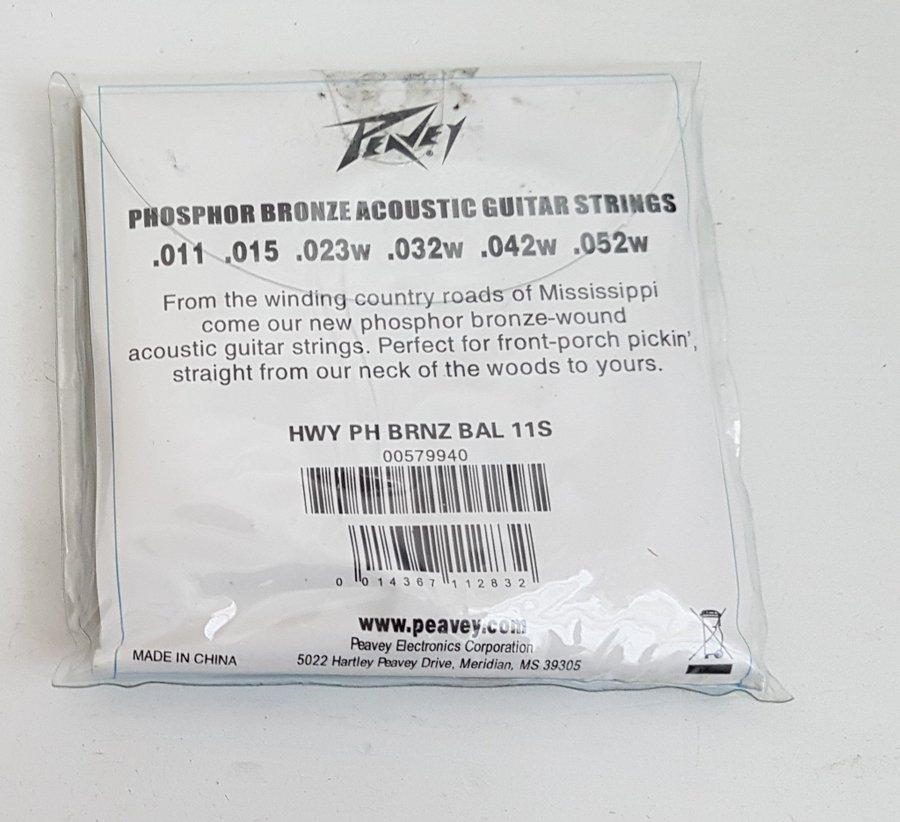 PEAVEY®
PHOSPHOR BRONZE ACOUSTIC GUITAR STRINGS
.011 .015 .023w .032w .042w .052w
From the winding country roads of Mississippi
come our new phosphor bronze-wound
acoustic guitar strings. Perfect for front-porch pickin',
straight from our neck of the woods to yours.
HWY PH BRNZ BAL 11S
00579940
0 014367 112832
www.peavey.com
Peavey Electronics Corporation
5022 Hartley Peavey Drive, Meridian, MS 39305
MADE IN CHINA